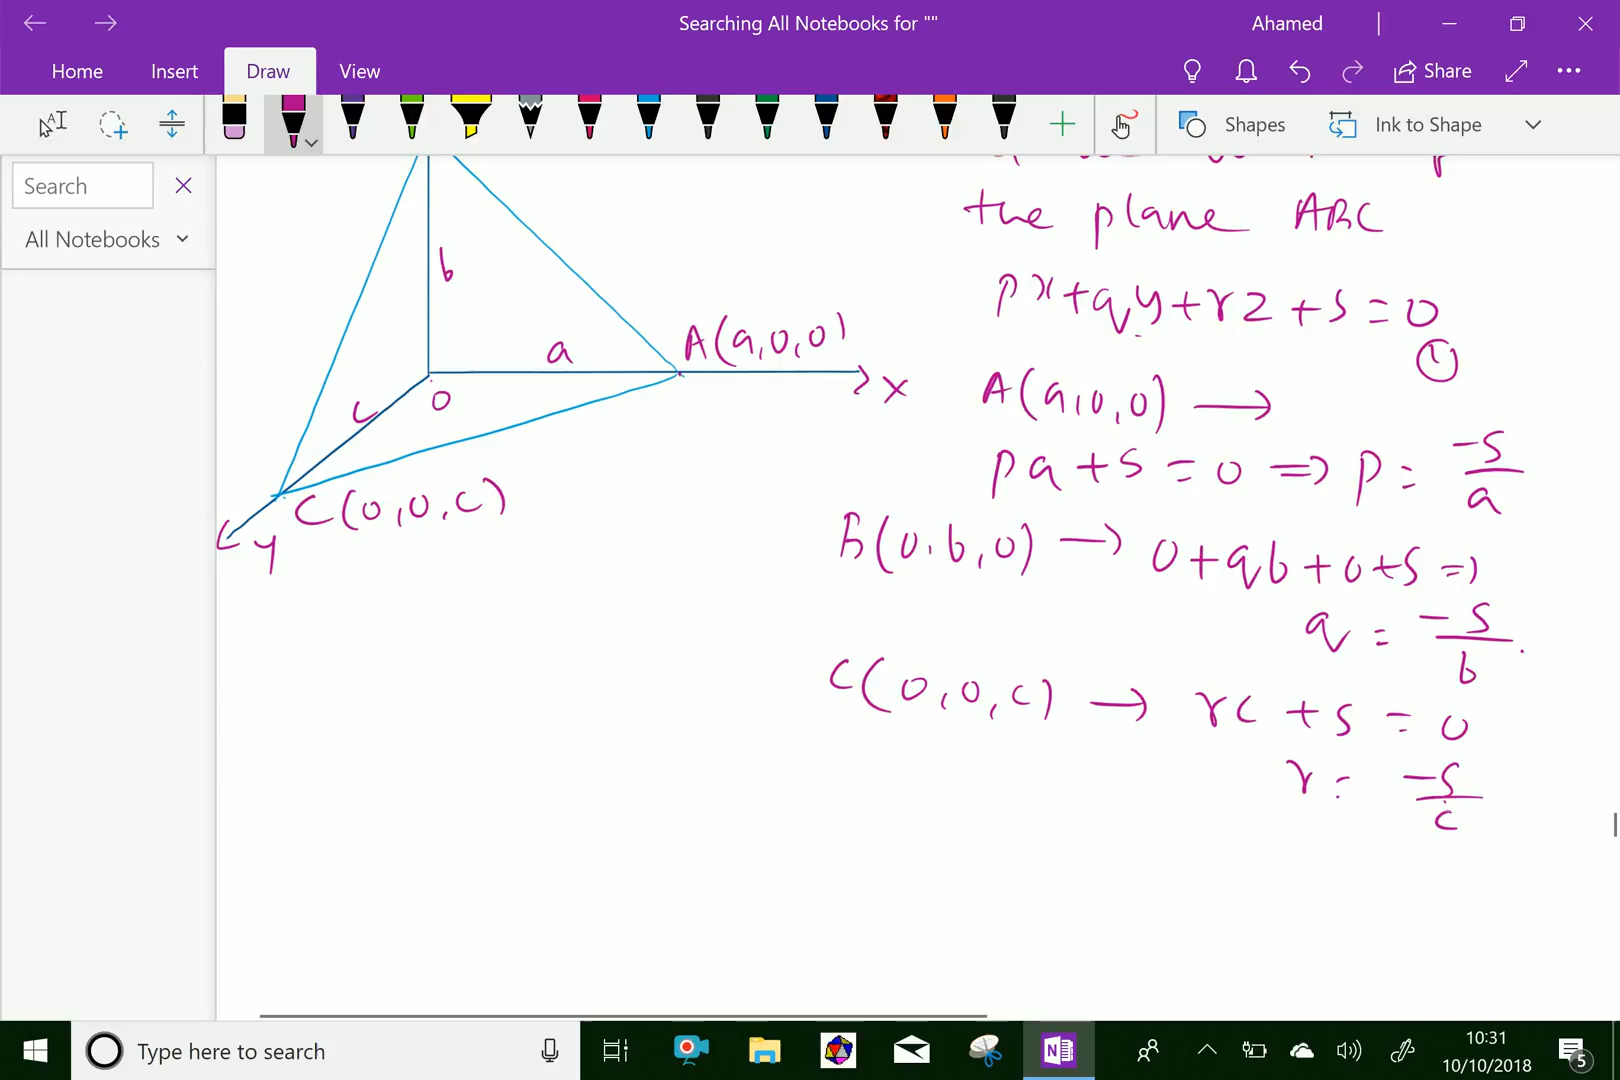 Searching All Notebooks for ""
Ahamed
Home
Insert
Draw
View
Share
Shapes
Ink to Shape
Search
All Notebooks
b
a
A(a,0,0)
x
0
c
C(0,0,c)
y
the plane ABC
px+qy+rz+s=0
1
A(a,0,0) →
pa+s=0 ⇒ p= -s/a
B(0,b,0) → 0+qb+0+s ⇒
q= -s/b
C(0,0,c) → rc+s=0
r= -s/c
Type here to search
10:31
10/10/2018
5